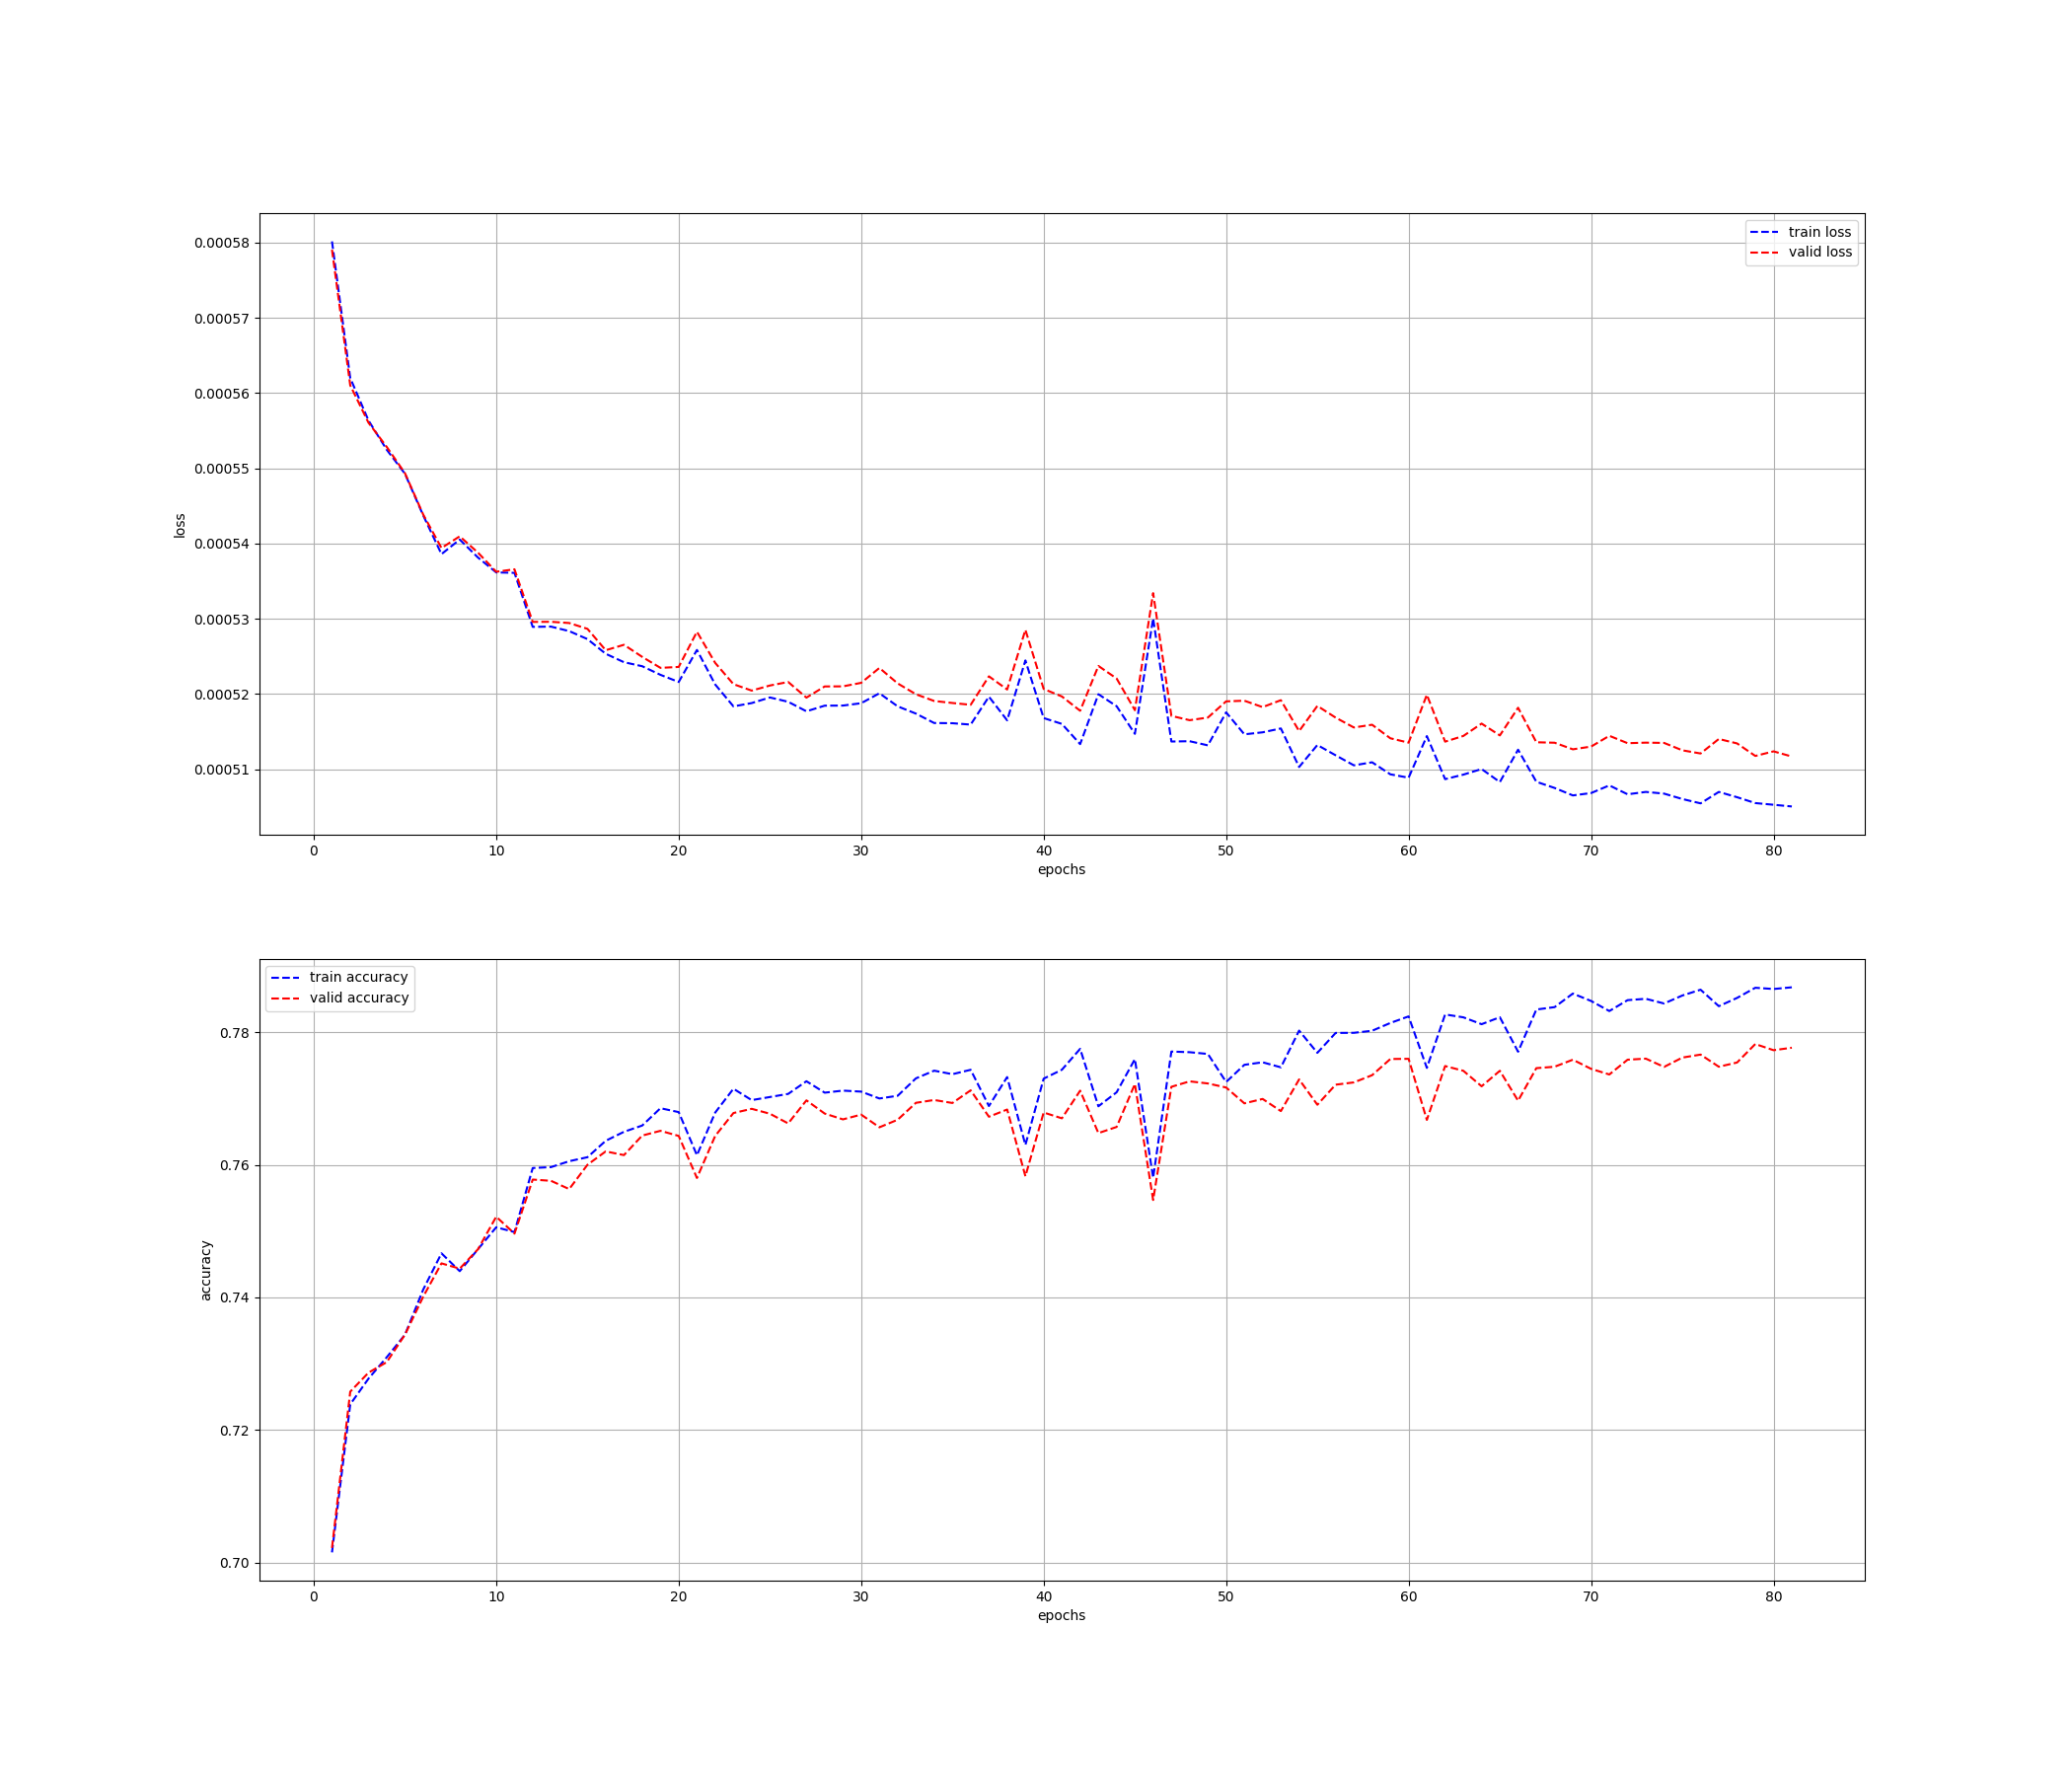 train loss
valid loss
0.00058
0.00057
0.00056
0.00055
0.00054
0.00053
0.00052
0.00051
loss
0 10 20 30 40 50 60 70 80
epochs
train accuracy
valid accuracy
0.78
0.76
0.74
0.72
0.70
accuracy
0 10 20 30 40 50 60 70 80
epochs